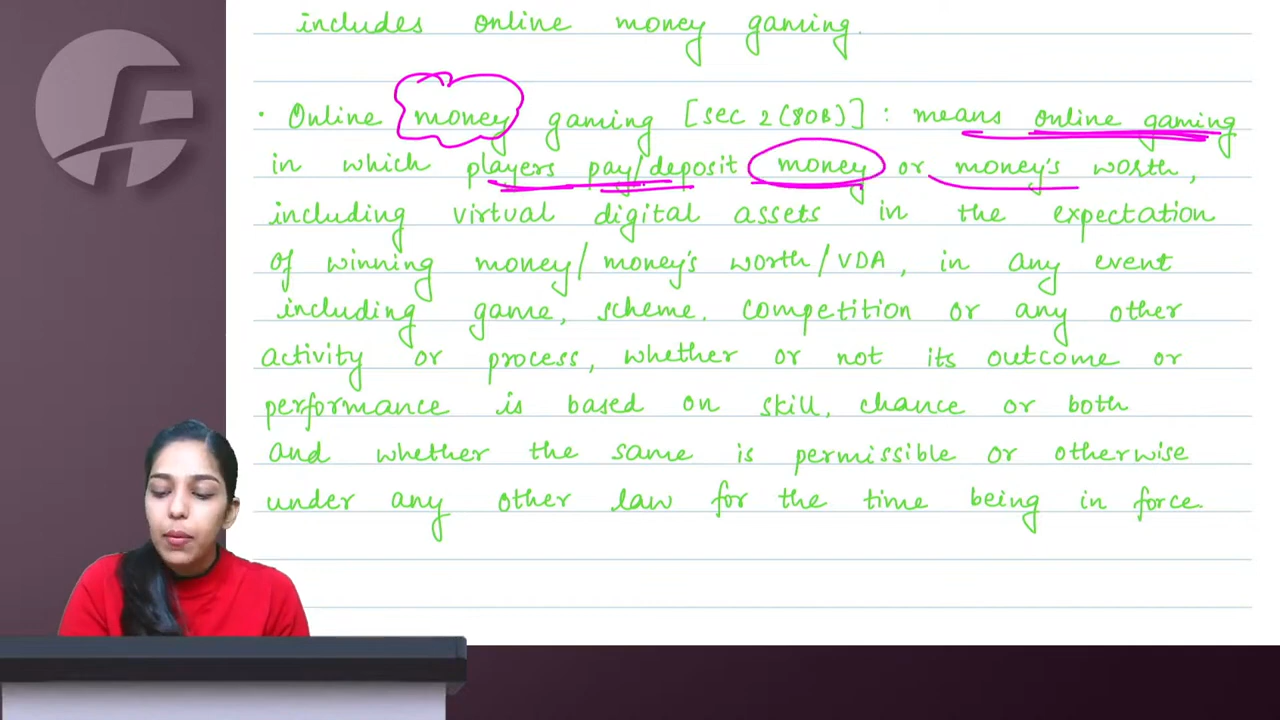 includes online money gaming.
· Online money gaming [sec 2(80B)] : means online gaming
in which players pay/deposit money or money's worth,
including virtual digital assets in the expectation
of winning money/money's worth/VDA, in any event
including game, scheme. competition or any other
activity or process, whether or not its outcome or
performance is based on skill, chance or both
and whether the same is permissible or otherwise
under any other law for the time being in force.